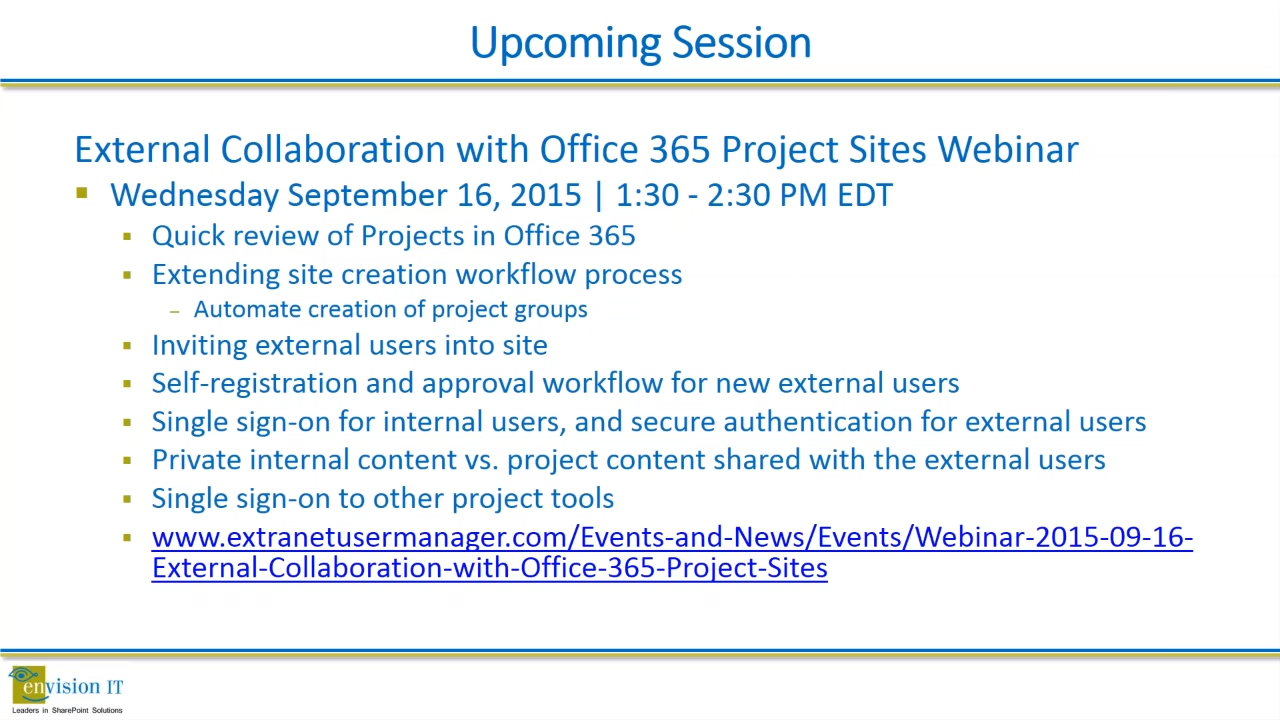 Upcoming Session
External Collaboration with Office 365 Project Sites Webinar
▪ Wednesday September 16, 2015 | 1:30 - 2:30 PM EDT
▪ Quick review of Projects in Office 365
▪ Extending site creation workflow process
– Automate creation of project groups
▪ Inviting external users into site
▪ Self-registration and approval workflow for new external users
▪ Single sign-on for internal users, and secure authentication for external users
▪ Private internal content vs. project content shared with the external users
▪ Single sign-on to other project tools
▪ www.extranetusermanager.com/Events-and-News/Events/Webinar-2015-09-16-
External-Collaboration-with-Office-365-Project-Sites
envision IT
Leaders in SharePoint Solutions